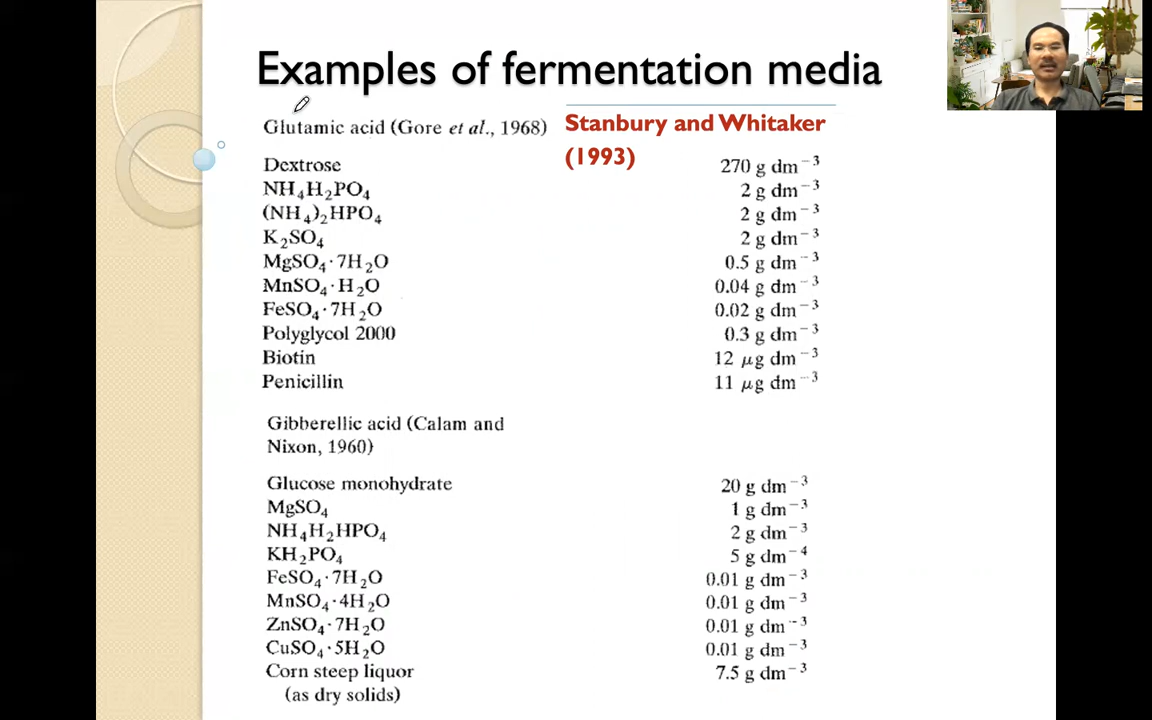 Examples of fermentation media
Glutamic acid (Gore et al., 1968)
Stanbury and Whitaker
(1993)
Dextrose 270 g dm⁻³
NH₄H₂PO₄ 2 g dm⁻³
(NH₄)₂HPO₄ 2 g dm⁻³
K₂SO₄ 2 g dm⁻³
MgSO₄·7H₂O 0.5 g dm⁻³
MnSO₄·H₂O 0.04 g dm⁻³
FeSO₄·7H₂O 0.02 g dm⁻³
Polyglycol 2000 0.3 g dm⁻³
Biotin 12 μg dm⁻³
Penicillin 11 μg dm⁻³
Gibberellic acid (Calam and
Nixon, 1960)
Glucose monohydrate 20 g dm⁻³
MgSO₄ 1 g dm⁻³
NH₄H₂HPO₄ 2 g dm⁻³
KH₂PO₄ 5 g dm⁻⁴
FeSO₄·7H₂O 0.01 g dm⁻³
MnSO₄·4H₂O 0.01 g dm⁻³
ZnSO₄·7H₂O 0.01 g dm⁻³
CuSO₄·5H₂O 0.01 g dm⁻³
Corn steep liquor 7.5 g dm⁻³
(as dry solids)